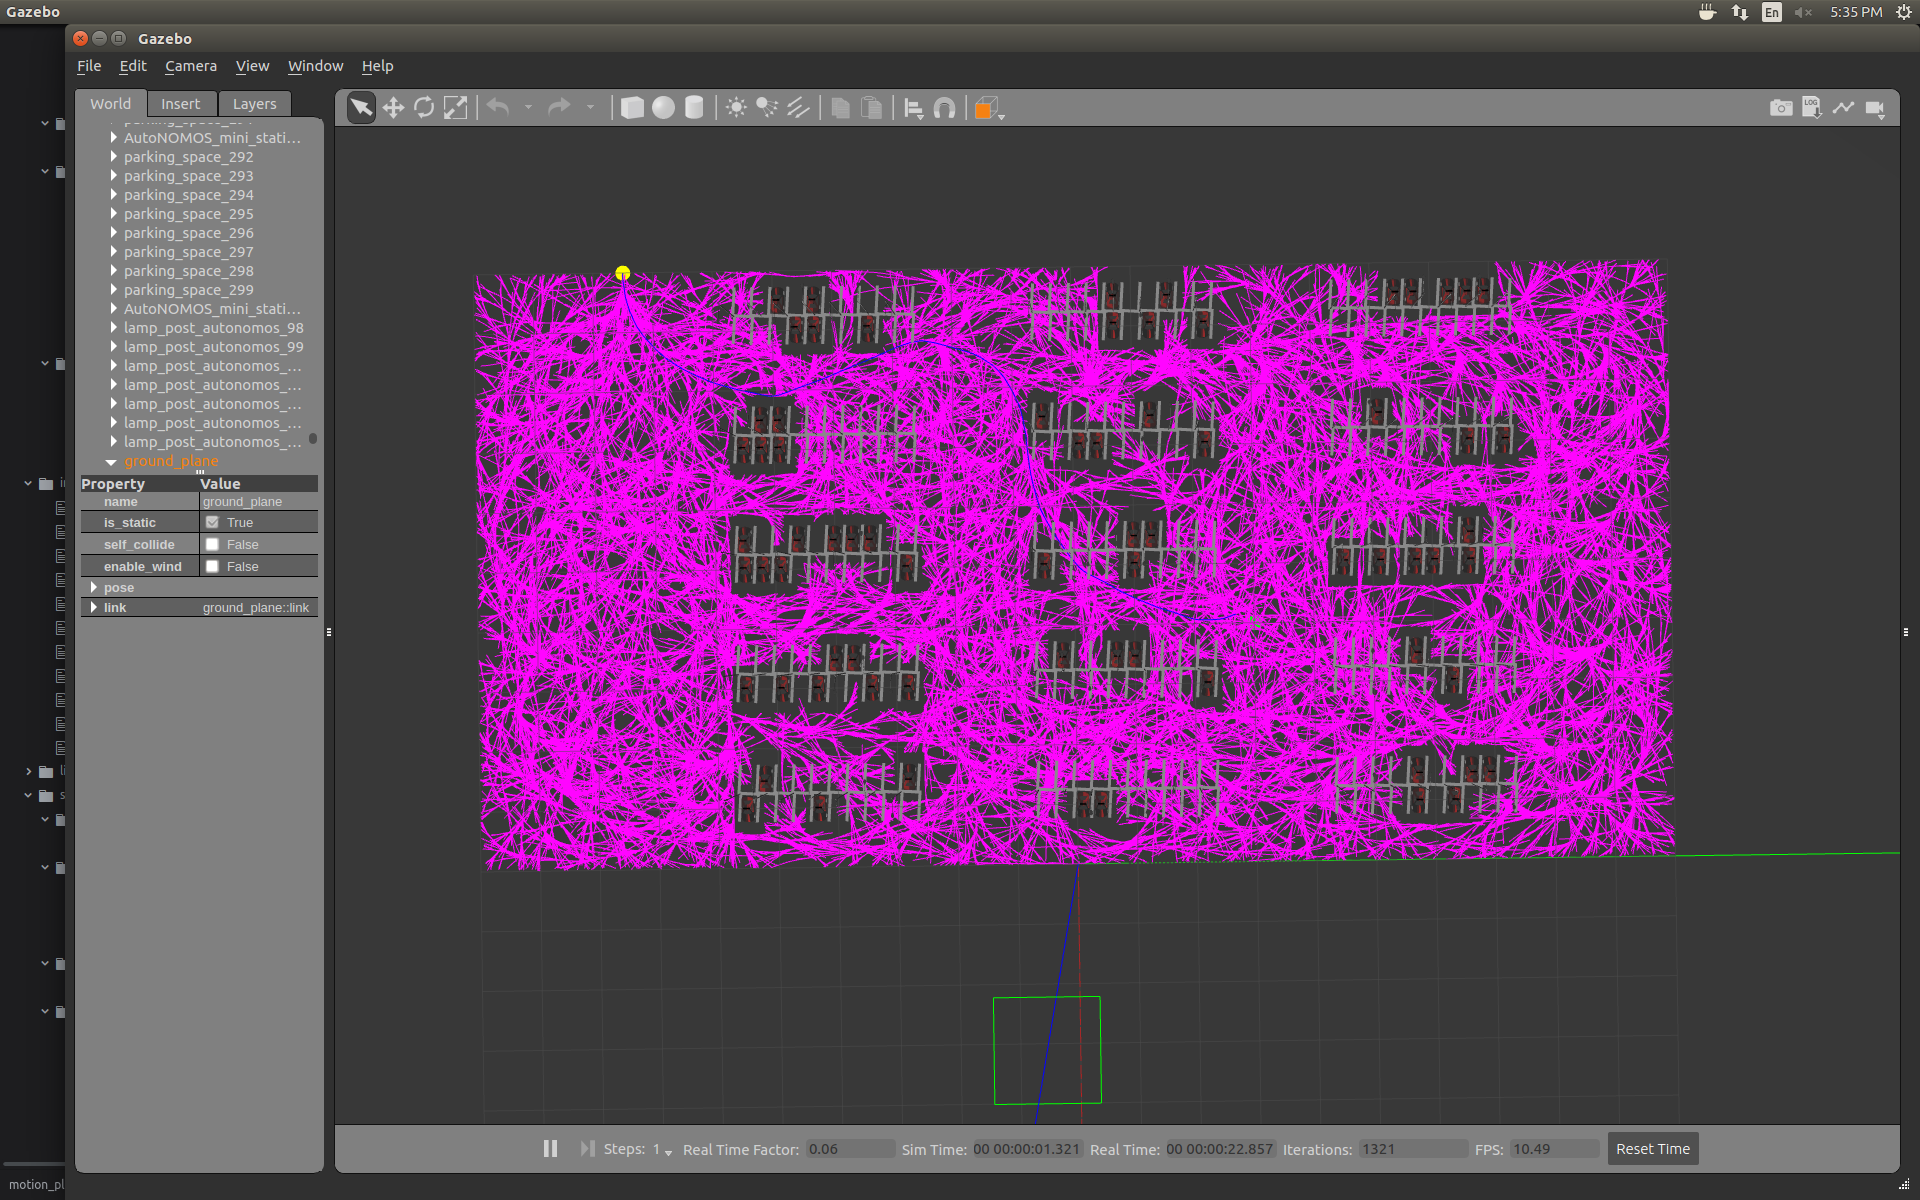 Gazebo
En
5:35 PM
Gazebo
File Edit Camera View Window Help
World Insert Layers
LOG
AutoNOMOS_mini_stati...
parking_space_292
parking_space_293
parking_space_294
parking_space_295
parking_space_296
parking_space_297
parking_space_298
parking_space_299
AutoNOMOS_mini_stati...
lamp_post_autonomos_98
lamp_post_autonomos_99
lamp_post_autonomos_...
lamp_post_autonomos_...
lamp_post_autonomos_...
lamp_post_autonomos_...
lamp_post_autonomos_...
ground_plane
Property Value
name ground_plane
is_static True
self_collide False
enable_wind False
pose
link ground_plane::link
Steps: 1 Real Time Factor: 0.06 Sim Time: 00 00:00:01.321 Real Time: 00 00:00:22.857 Iterations: 1321 FPS: 10.49 Reset Time
motion_pl